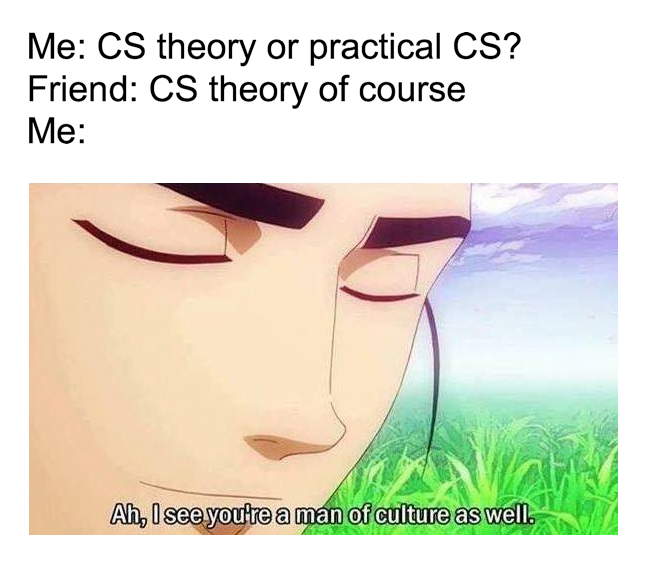 Me: CS theory or practical CS?
Friend: CS theory of course
Me:
Ah, I see you're a man of culture as well.